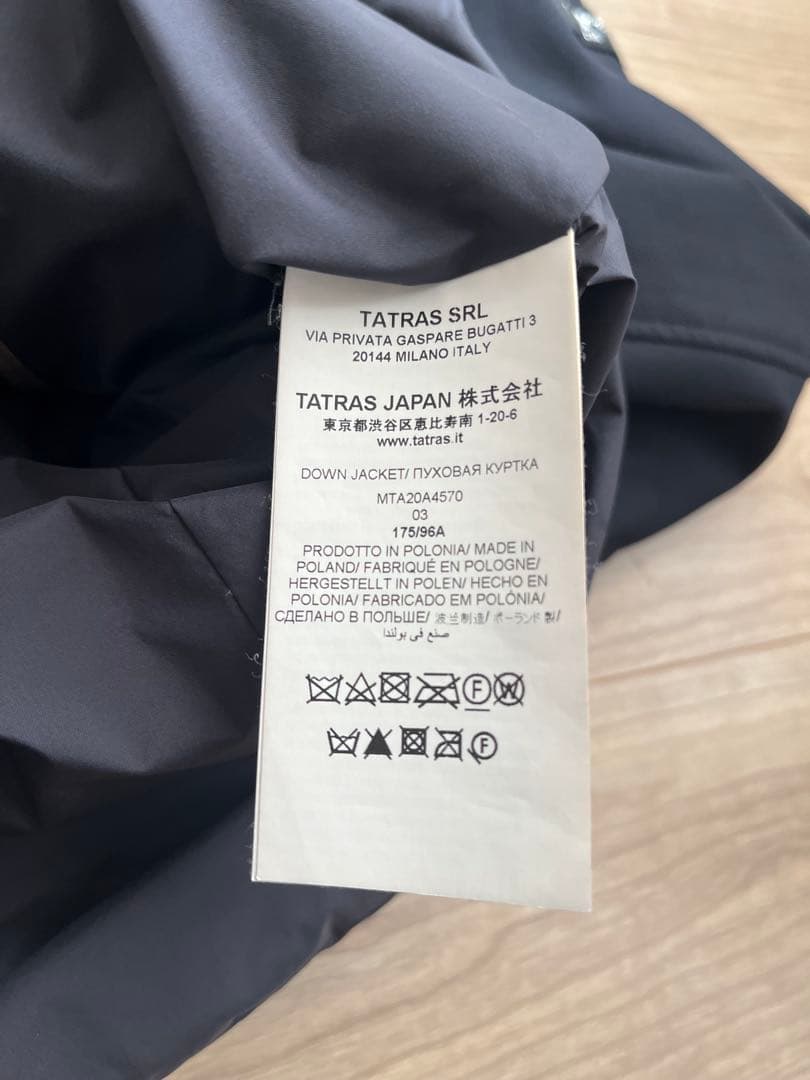 TATRAS SRL
VIA PRIVATA GASPARE BUGATTI 3
20144 MILANO ITALY
TATRAS JAPAN 株式会社
東京都渋谷区恵比寿南 1-20-6
www.tatras.it
DOWN JACKET/ ПУХОВАЯ КУРТКА
MTA20A4570
03
175/96A
PRODOTTO IN POLONIA/ MADE IN
POLAND/ FABRIQUÉ EN POLOGNE/
HERGESTELLT IN POLEN/ HECHO EN
POLONIA/ FABRICADO EM POLÓNIA/
СДЕЛАНО В ПОЛЬШЕ/ 波兰制造/ ポーランド製/
صنع في بولندا
F W
F